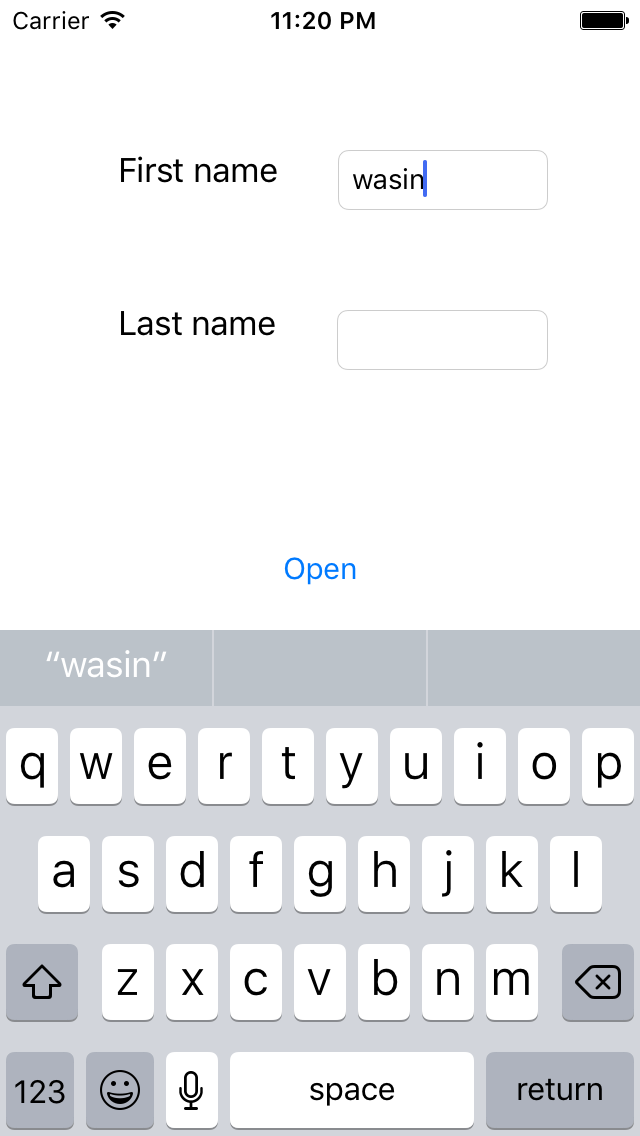 Carrier 11:20 PM
First name wasin
Last name
Open
“wasin”
q w e r t y u i o p
a s d f g h j k l
z x c v b n m
123 space return